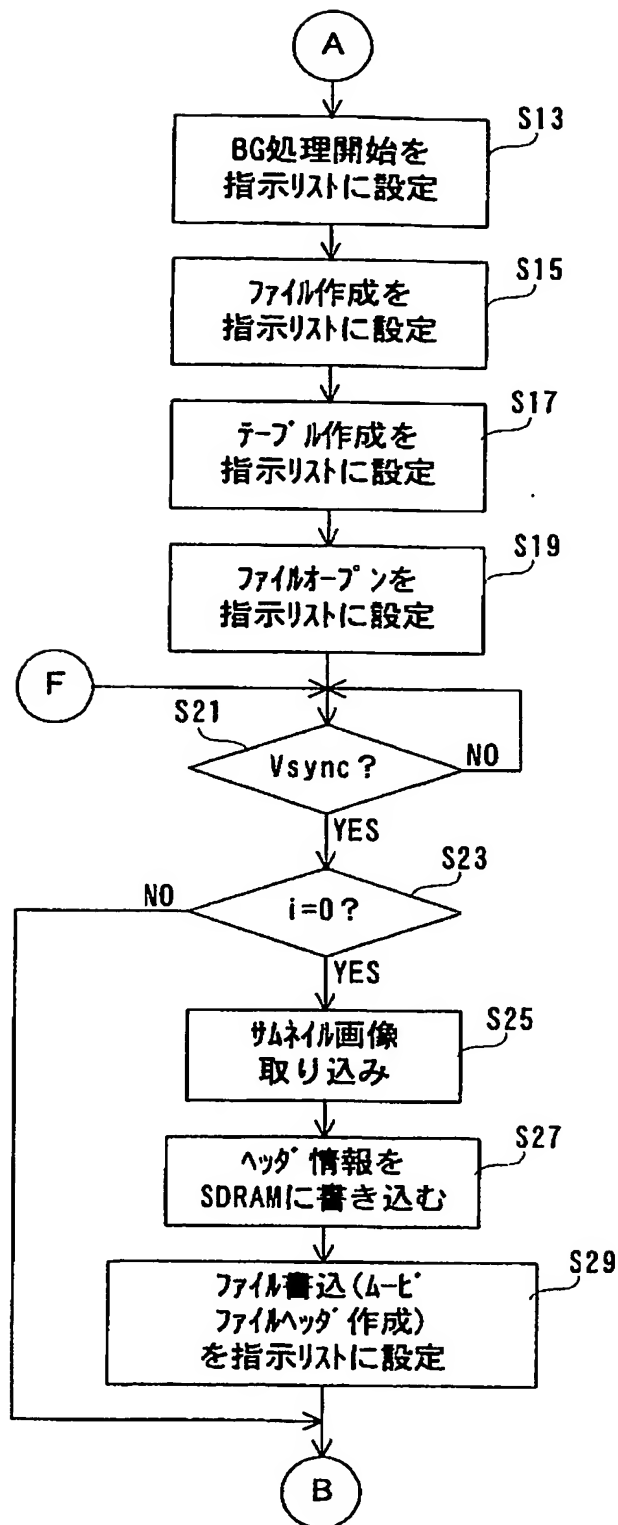 A
S13
BG処理開始を
指示リストに設定
S15
ファイル作成を
指示リストに設定
S17
テーブル作成を
指示リストに設定
S19
ファイルオープンを
指示リストに設定
F
S21
Vsync?
NO
YES
S23
NO
i=0?
YES
S25
サムネイル画像
取り込み
S27
ヘッダ情報を
SDRAMに書き込む
S29
ファイル書込(ムービ
ファイルヘッダ作成)
を指示リストに設定
B